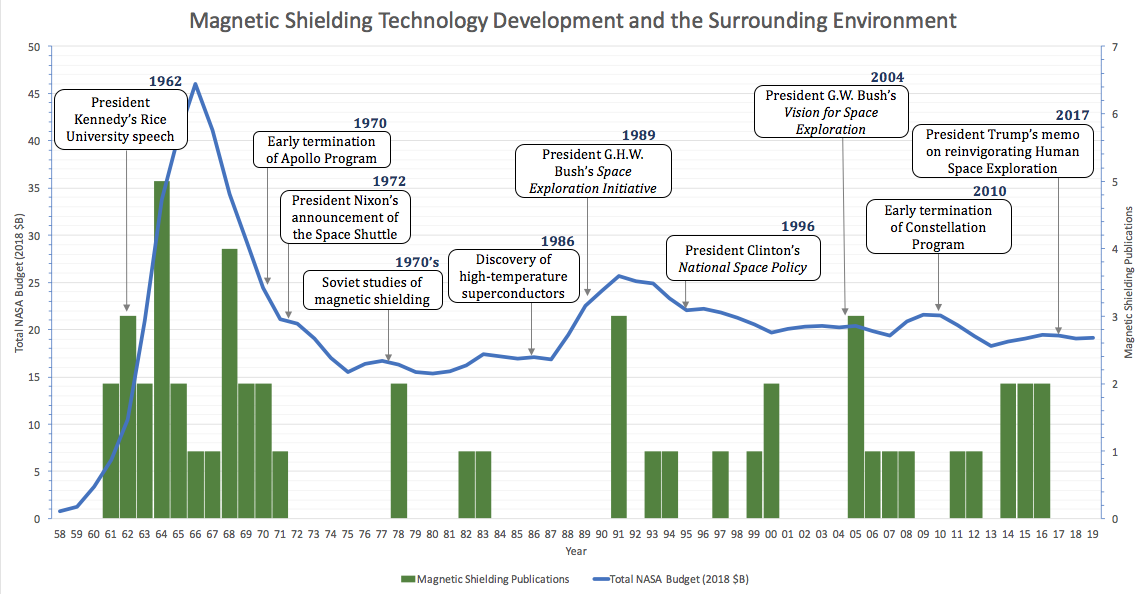 Magnetic Shielding Technology Development and the Surrounding Environment
50
45
40
35
30
25
20
15
10
5
0
Total NASA Budget (2018 $B)
7
6
5
4
3
2
1
0
Magnetic Shielding Publications
1962
President
Kennedy's Rice
University speech
1970
Early termination
of Apollo Program
1972
President Nixon's
announcement of
the Space Shuttle
1970's
Soviet studies of
magnetic shielding
1986
Discovery of
high-temperature
superconductors
1989
President G.H.W.
Bush's Space
Exploration Initiative
1996
President Clinton's
National Space Policy
2004
President G.W. Bush's
Vision for Space
Exploration
2010
Early termination
of Constellation
Program
2017
President Trump's memo
on reinvigorating Human
Space Exploration
58 59 60 61 62 63 64 65 66 67 68 69 70 71 72 73 74 75 76 77 78 79 80 81 82 83 84 85 86 87 88 89 90 91 92 93 94 95 96 97 98 99 00 01 02 03 04 05 06 07 08 09 10 11 12 13 14 15 16 17 18 19
Year
Magnetic Shielding Publications Total NASA Budget (2018 $B)